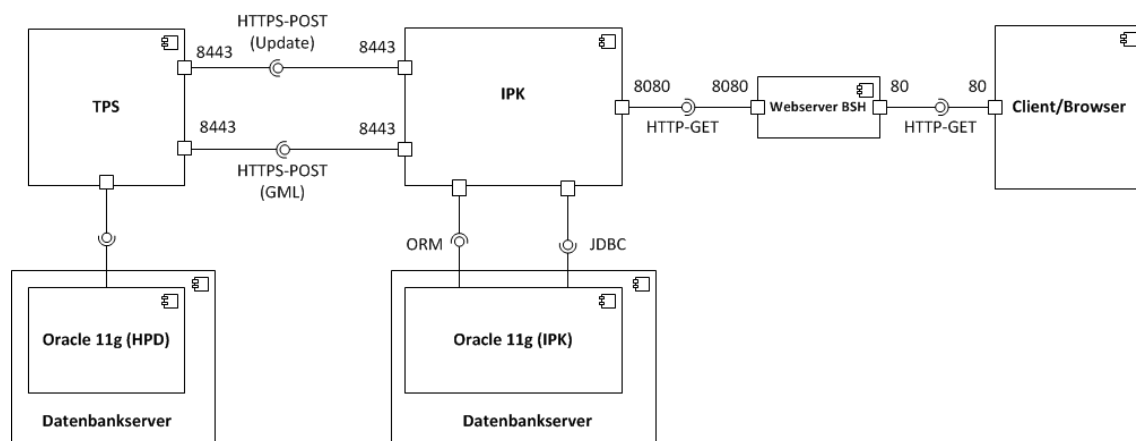 HTTPS-POST
(Update)
8443
8443
TPS
IPK
8443
8443
HTTPS-POST
(GML)
8080
8080
HTTP-GET
Webserver BSH
80
80
HTTP-GET
Client/Browser
ORM
JDBC
Oracle 11g (HPD)
Datenbankserver
Oracle 11g (IPK)
Datenbankserver